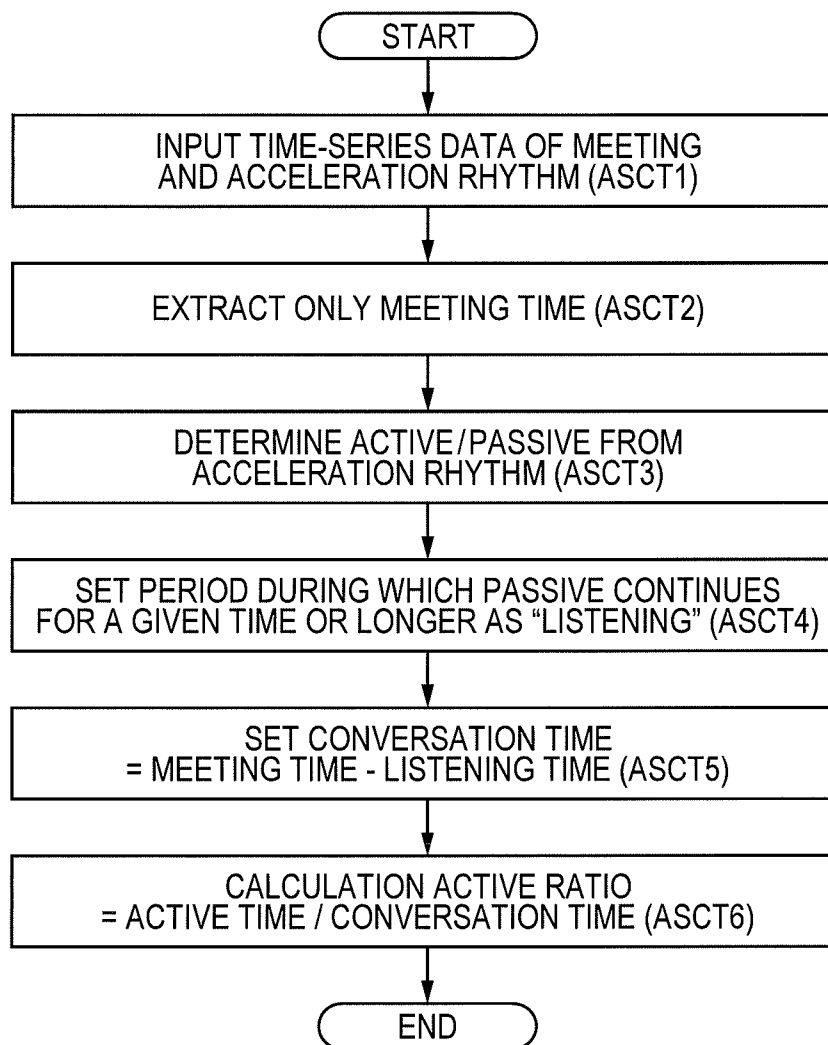 START
INPUT TIME-SERIES DATA OF MEETING
AND ACCELERATION RHYTHM (ASCT1)
EXTRACT ONLY MEETING TIME (ASCT2)
DETERMINE ACTIVE/PASSIVE FROM
ACCELERATION RHYTHM (ASCT3)
SET PERIOD DURING WHICH PASSIVE CONTINUES
FOR A GIVEN TIME OR LONGER AS “LISTENING” (ASCT4)
SET CONVERSATION TIME
= MEETING TIME - LISTENING TIME (ASCT5)
CALCULATION ACTIVE RATIO
= ACTIVE TIME / CONVERSATION TIME (ASCT6)
END